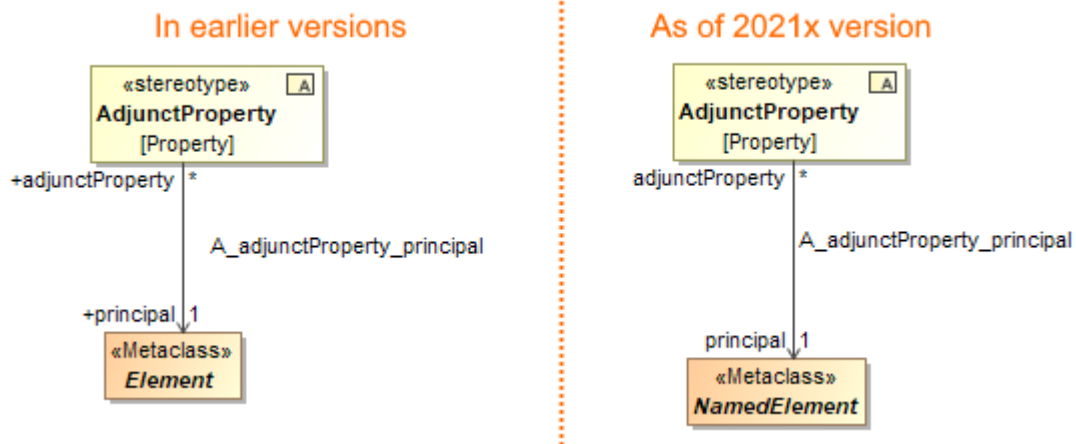 In earlier versions
«stereotype» A
AdjunctProperty
[Property]
+adjunctProperty *
A_adjunctProperty_principal
+principal 1
«Metaclass»
Element
As of 2021x version
«stereotype» A
AdjunctProperty
[Property]
adjunctProperty *
A_adjunctProperty_principal
principal 1
«Metaclass»
NamedElement